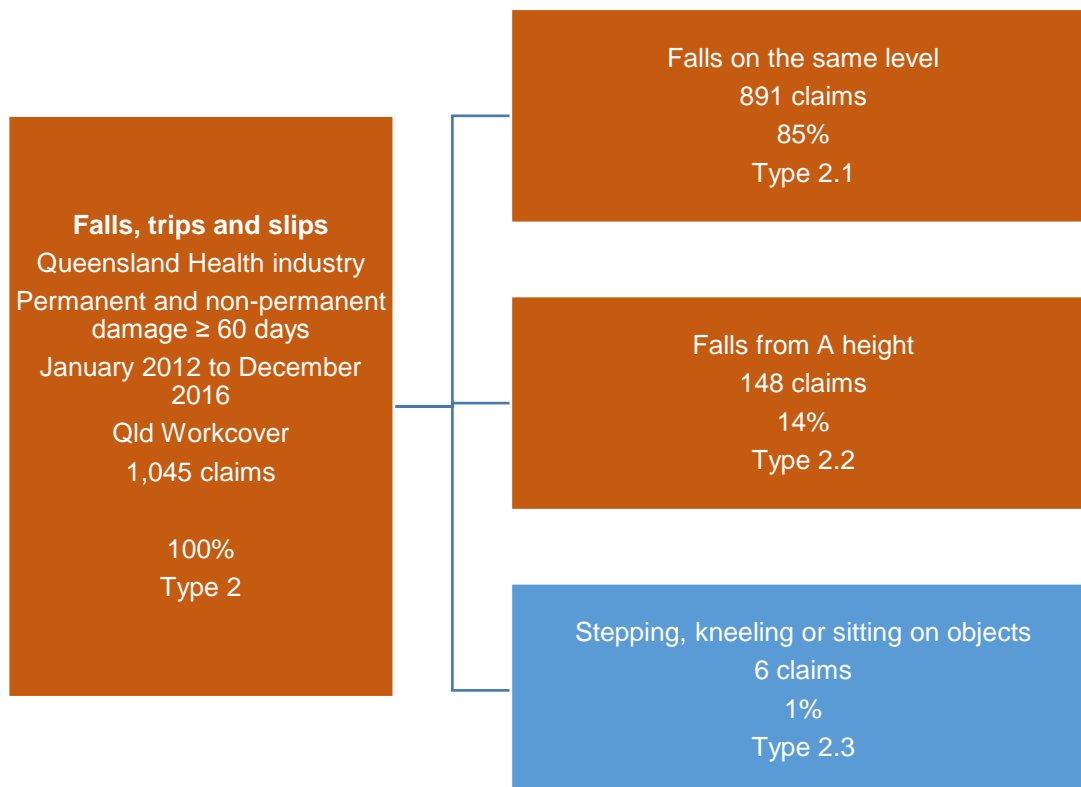 Falls, trips and slips
Queensland Health industry
Permanent and non-permanent
damage ≥ 60 days
January 2012 to December
2016
Qld Workcover
1,045 claims
100%
Type 2
Falls on the same level
891 claims
85%
Type 2.1
Falls from A height
148 claims
14%
Type 2.2
Stepping, kneeling or sitting on objects
6 claims
1%
Type 2.3